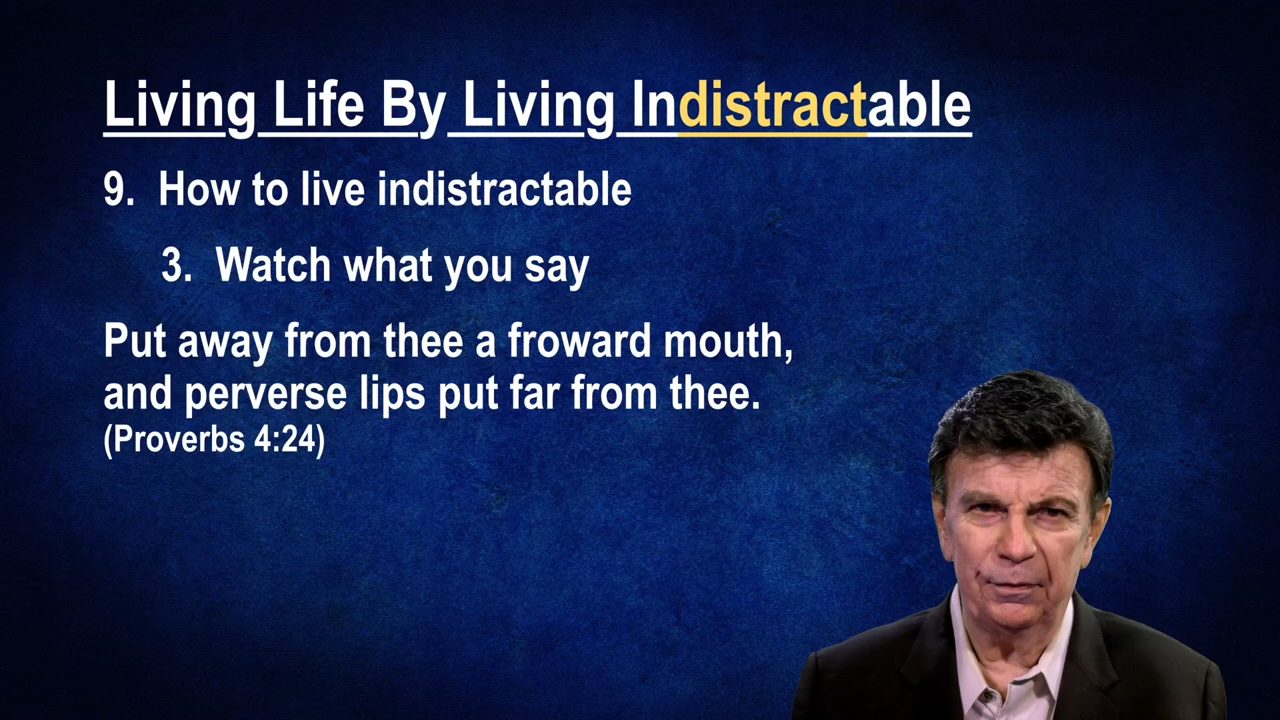 Living Life By Living Indistractable
9. How to live indistractable
3. Watch what you say
Put away from thee a froward mouth,
and perverse lips put far from thee.
(Proverbs 4:24)